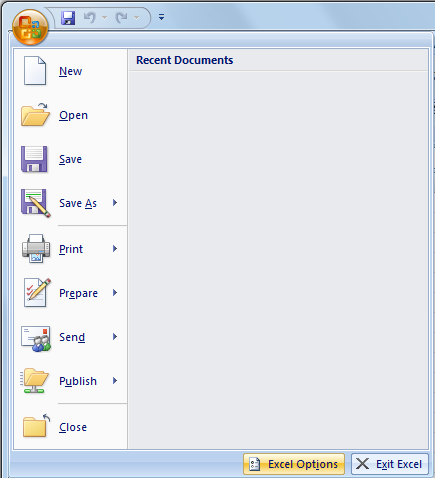 Recent Documents
New
Open
Save
Save As
Print
Prepare
Send
Publish
Close
Excel Options
Exit Excel